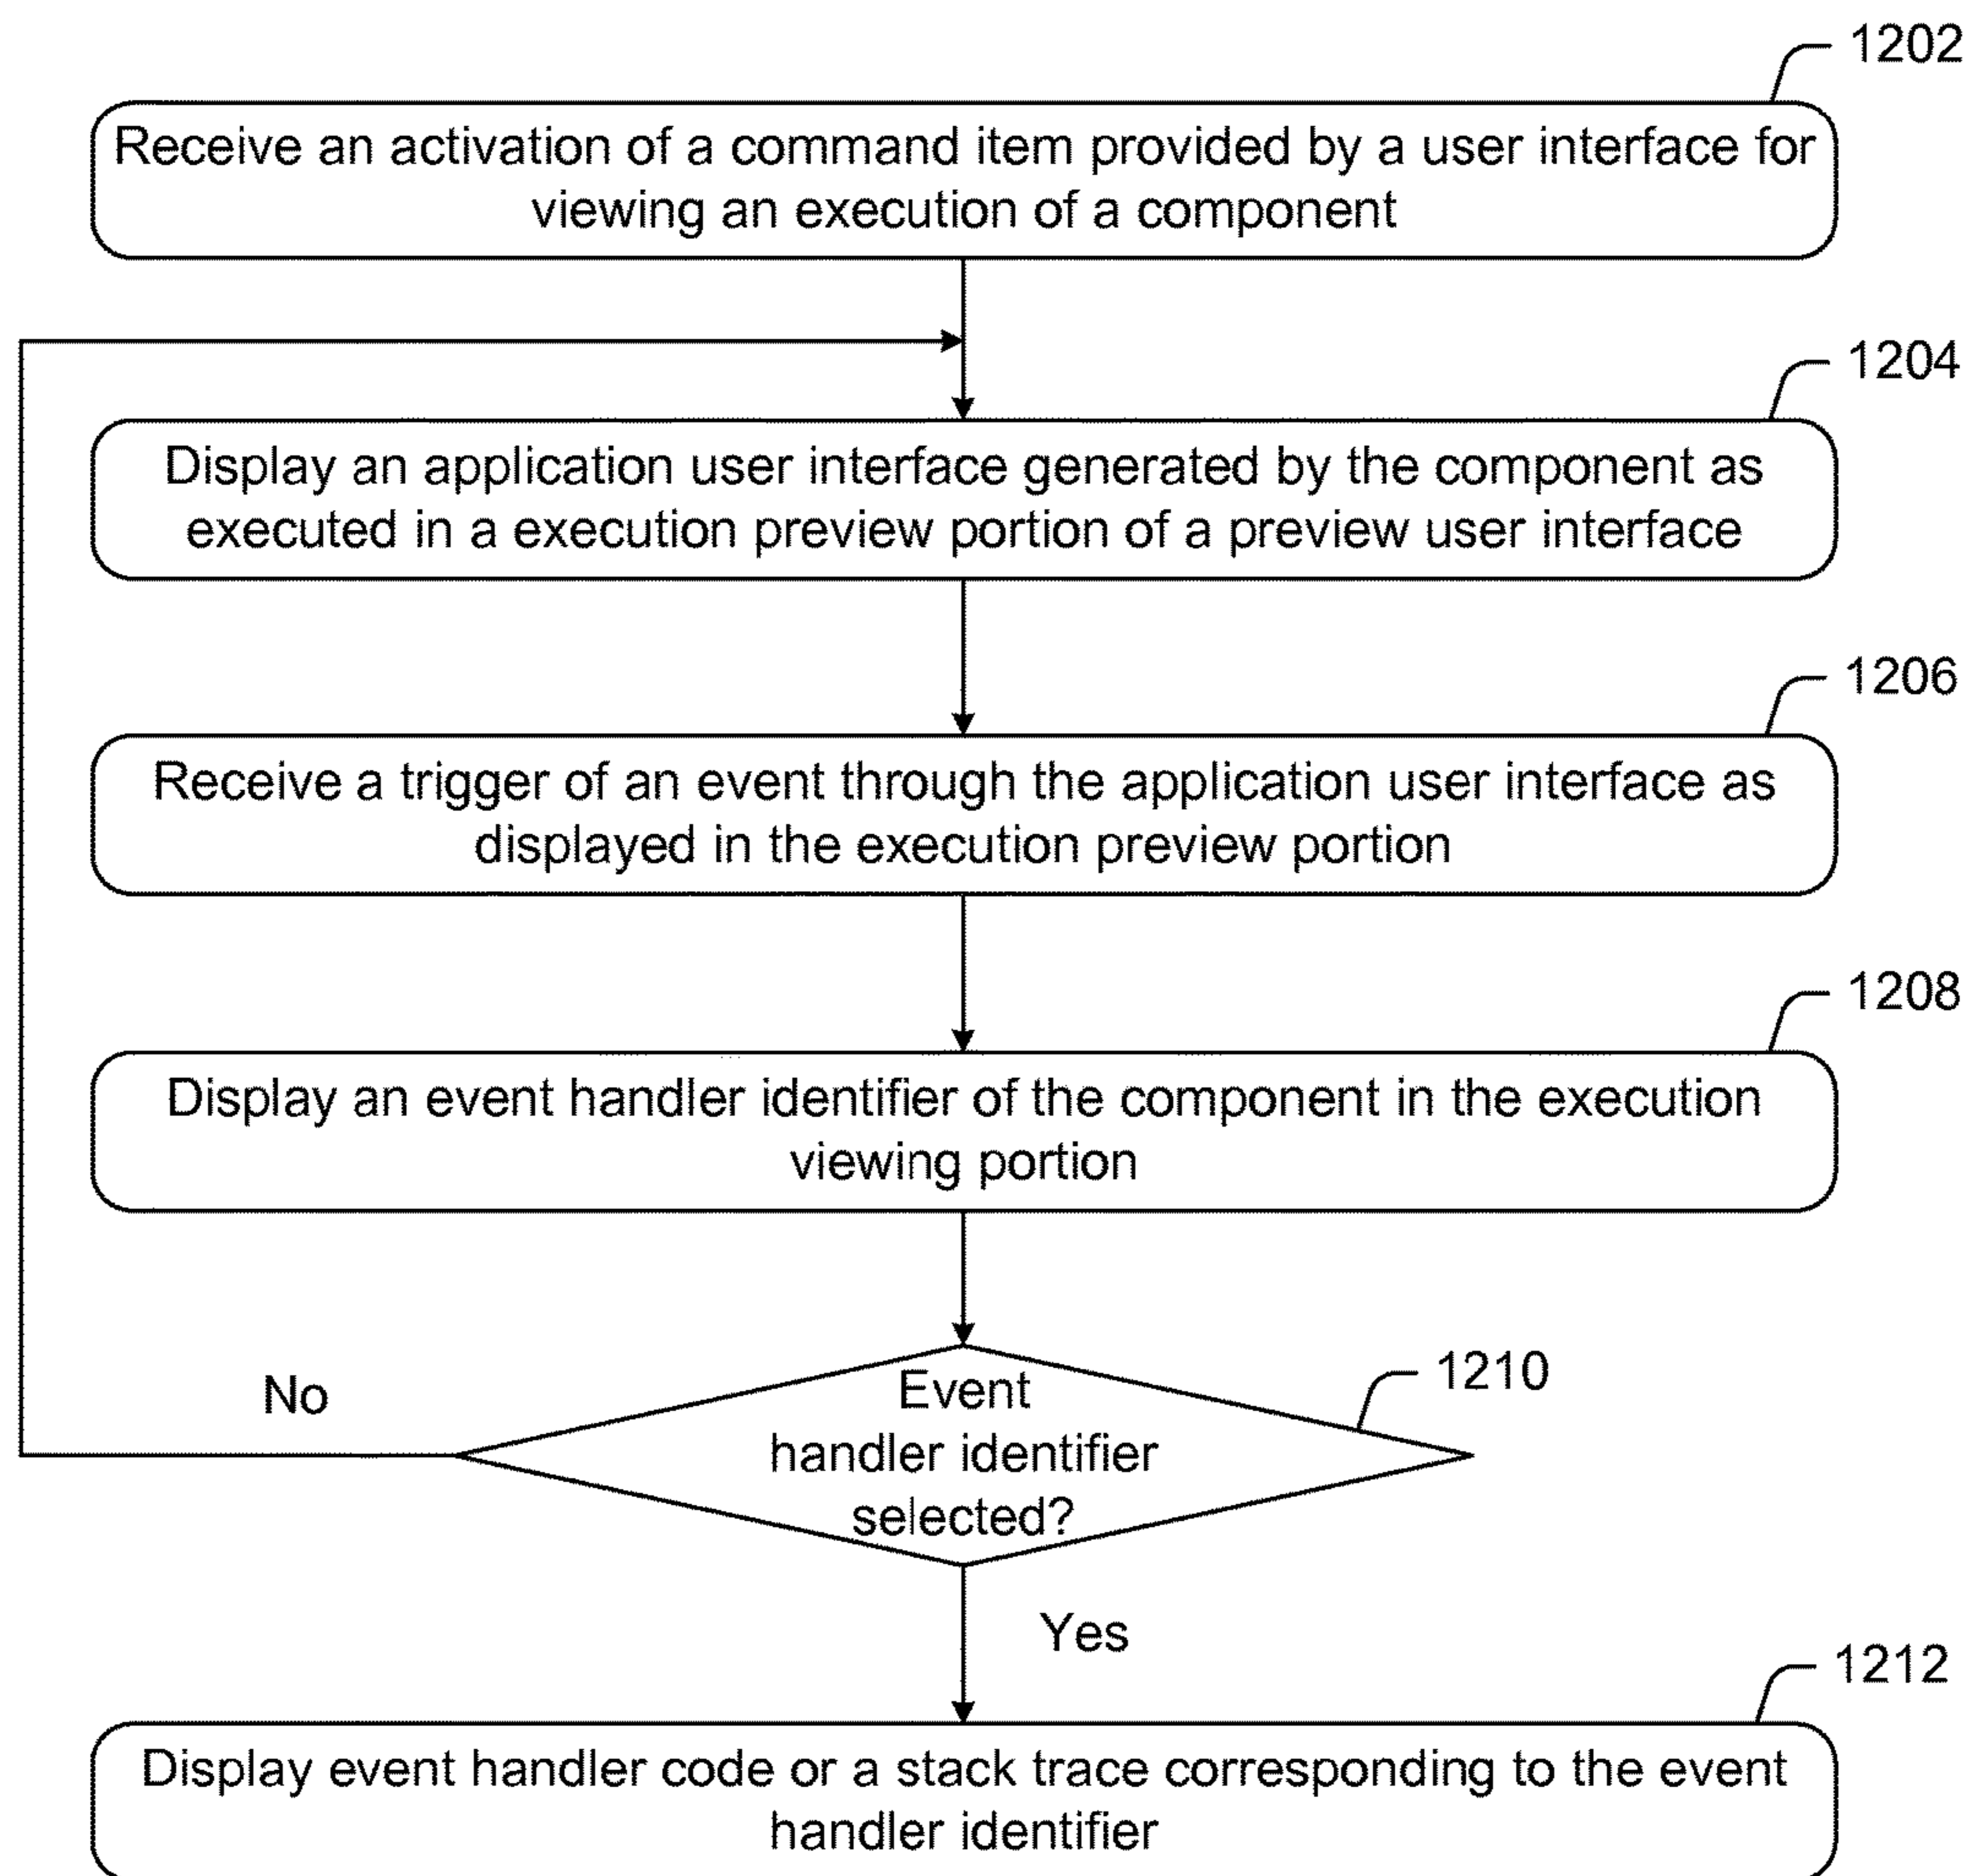 1202
Receive an activation of a command item provided by a user interface for
viewing an execution of a component
1204
Display an application user interface generated by the component as
executed in a execution preview portion of a preview user interface
1206
Receive a trigger of an event through the application user interface as
displayed in the execution preview portion
1208
Display an event handler identifier of the component in the execution
viewing portion
1210
No
Event
handler identifier
selected?
Yes
1212
Display event handler code or a stack trace corresponding to the event
handler identifier